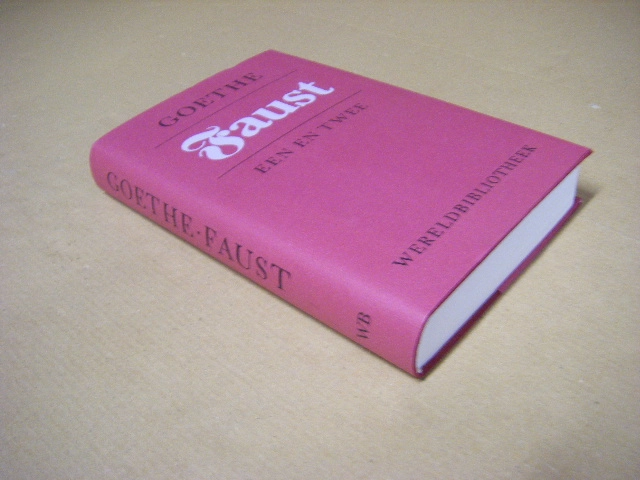 GOETHE
Faust
EEN EN TWEE
WERELDBIBLIOTHEEK
GOETHE-FAUST
WB